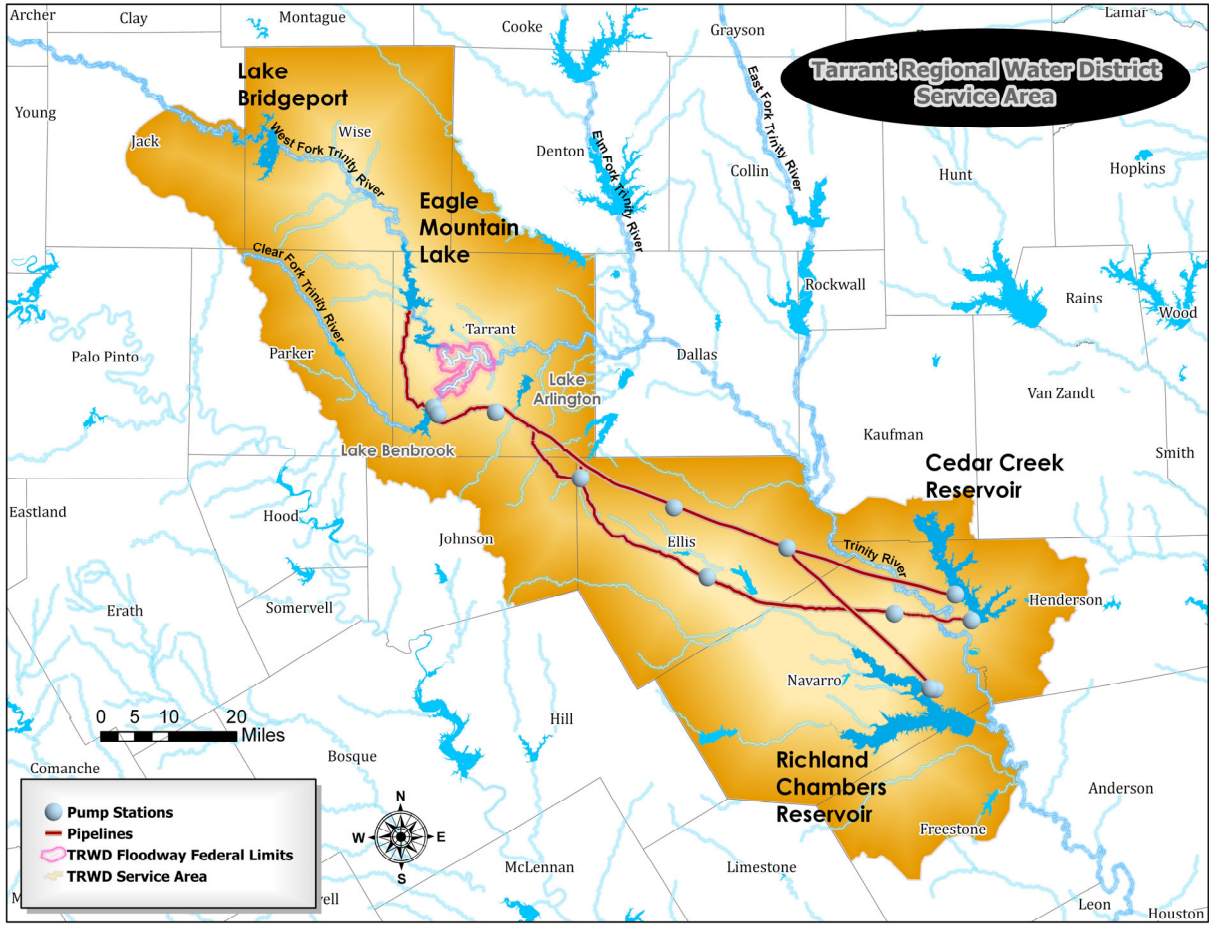 Archer
Clay
Montague
Cooke
Grayson
Lamar
Tarrant Regional Water District
Service Area
Lake
Bridgeport
Young
Jack
Wise
West Fork Trinity River
Denton
Elm Fork Trinity River
East Fork Trinity River
Collin
Hunt
Hopkins
Eagle
Mountain
Lake
Clear Fork Trinity River
Rockwall
Rains
Wood
Tarrant
Palo Pinto
Parker
Dallas
Lake
Arlington
Van Zandt
Kaufman
Smith
Lake Benbrook
Cedar Creek
Reservoir
Eastland
Hood
Johnson
Ellis
Trinity River
Henderson
Erath
Somervell
Navarro
0 5 10 20
Miles
Hill
Bosque
Richland
Chambers
Reservoir
Comanche
Anderson
Freestone
Pump Stations
Pipelines
TRWD Floodway Federal Limits
TRWD Service Area
N
W
E
S
McLennan
Limestone
Leon
Houston
M
vell